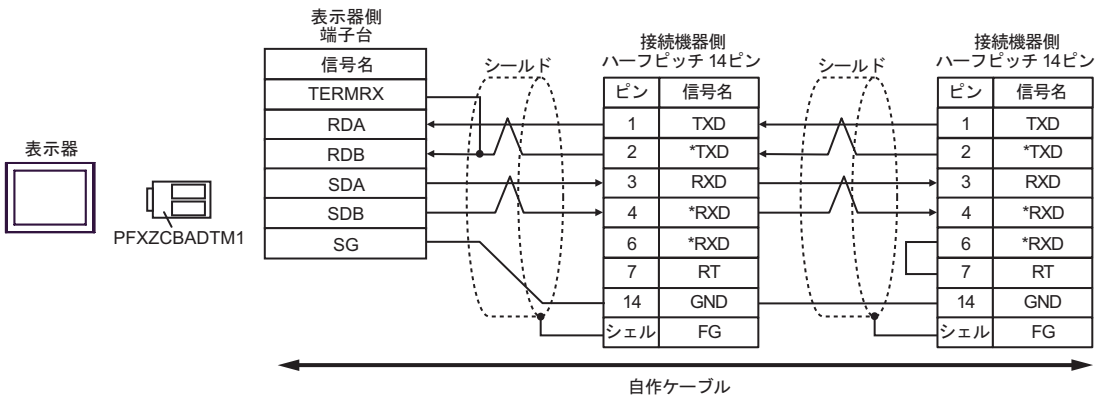 表示器
PFXZCBADTM1
表示器側
端子台
信号名
TERMRX
RDA
RDB
SDA
SDB
SG
シールド
接続機器側
ハーフピッチ 14ピン
ピン 信号名
1 TXD
2 *TXD
3 RXD
4 *RXD
6 *RXD
7 RT
14 GND
シェル FG
シールド
接続機器側
ハーフピッチ 14ピン
ピン 信号名
1 TXD
2 *TXD
3 RXD
4 *RXD
6 *RXD
7 RT
14 GND
シェル FG
自作ケーブル